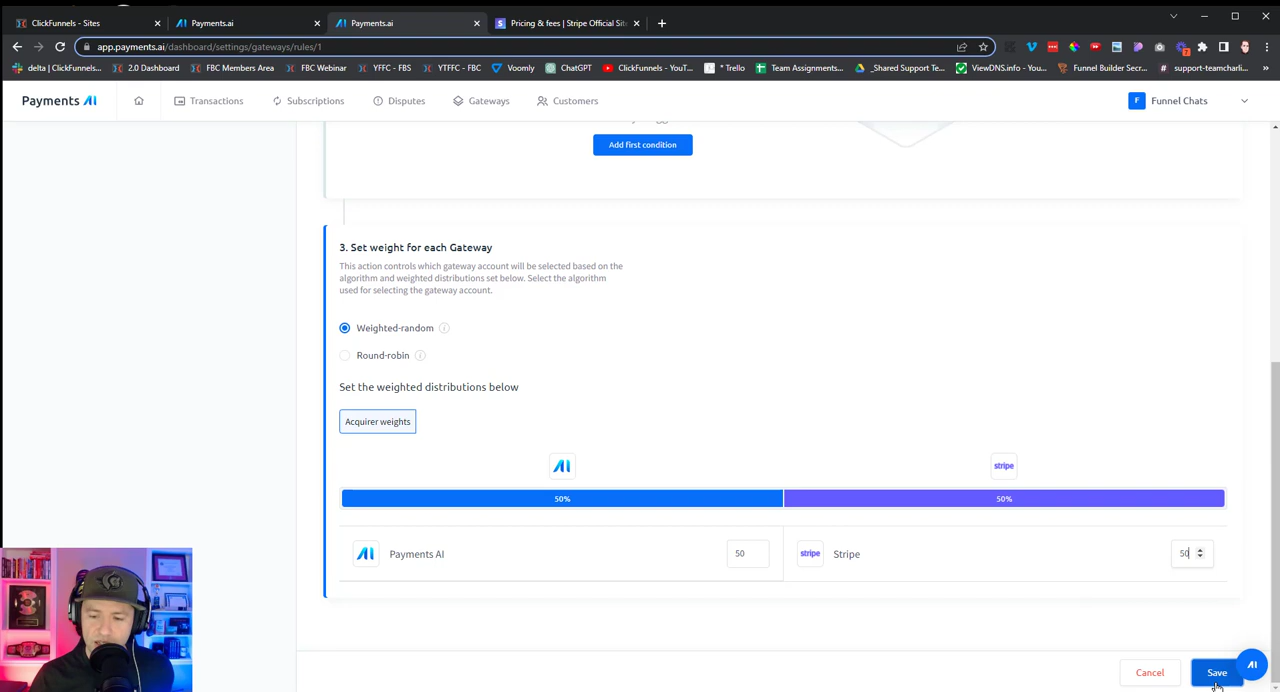 ClickFunnels - Sites
Payments.ai
Payments.ai
Pricing & fees | Stripe Official Sit
app.payments.ai/dashboard/settings/gateways/rules/1
delta | ClickFunnels...
2.0 Dashboard
FBC Members Area
FBC Webinar
YFFC - FBS
YTFFC - FBC
Voomly
ChatGPT
ClickFunnels - YouT...
* Trello
Team Assignments...
_Shared Support Te...
ViewDNS.info - You...
Funnel Builder Secr...
support-teamcharli...
Payments AI
Transactions
Subscriptions
Disputes
Gateways
Customers
F
Funnel Chats
Add first condition
3. Set weight for each Gateway
This action controls which gateway account will be selected based on the
algorithm and weighted distributions set below. Select the algorithm
used for selecting the gateway account.
Weighted-random
Round-robin
Set the weighted distributions below
Acquirer weights
AI
stripe
50%
50%
AI
Payments AI
50
stripe
Stripe
50
Cancel
Save
AI